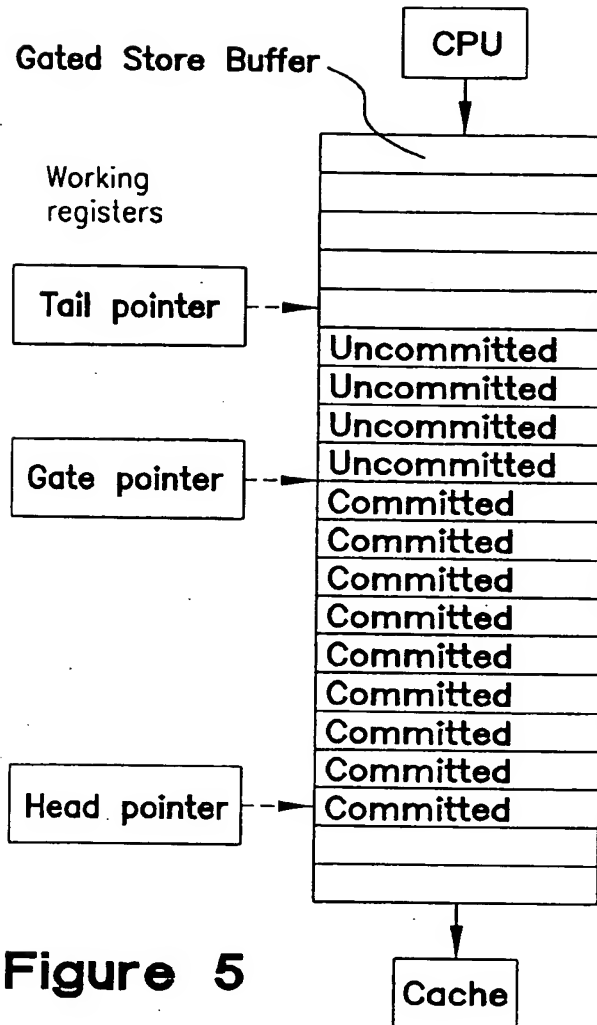 CPU
Gated Store Buffer
Working
registers
Tail pointer
Uncommitted
Uncommitted
Uncommitted
Uncommitted
Gate pointer
Committed
Committed
Committed
Committed
Committed
Committed
Committed
Committed
Head pointer
Committed
Figure 5
Cache